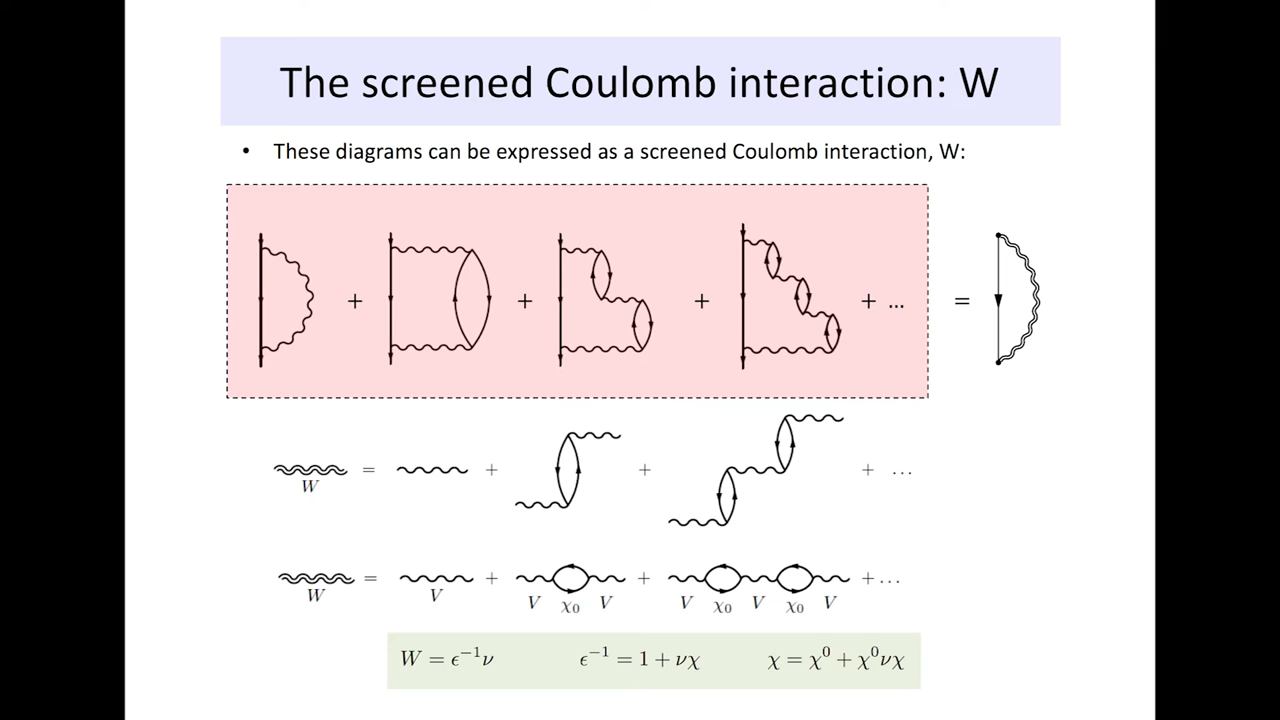 The screened Coulomb interaction: W
• These diagrams can be expressed as a screened Coulomb interaction, W:
+ + + + ... =
W = + + + ...
W = V + V χ₀ V + V χ₀ V χ₀ V + ...
W = ϵ⁻¹ν ϵ⁻¹ = 1 + νχ χ = χ⁰ + χ⁰νχ